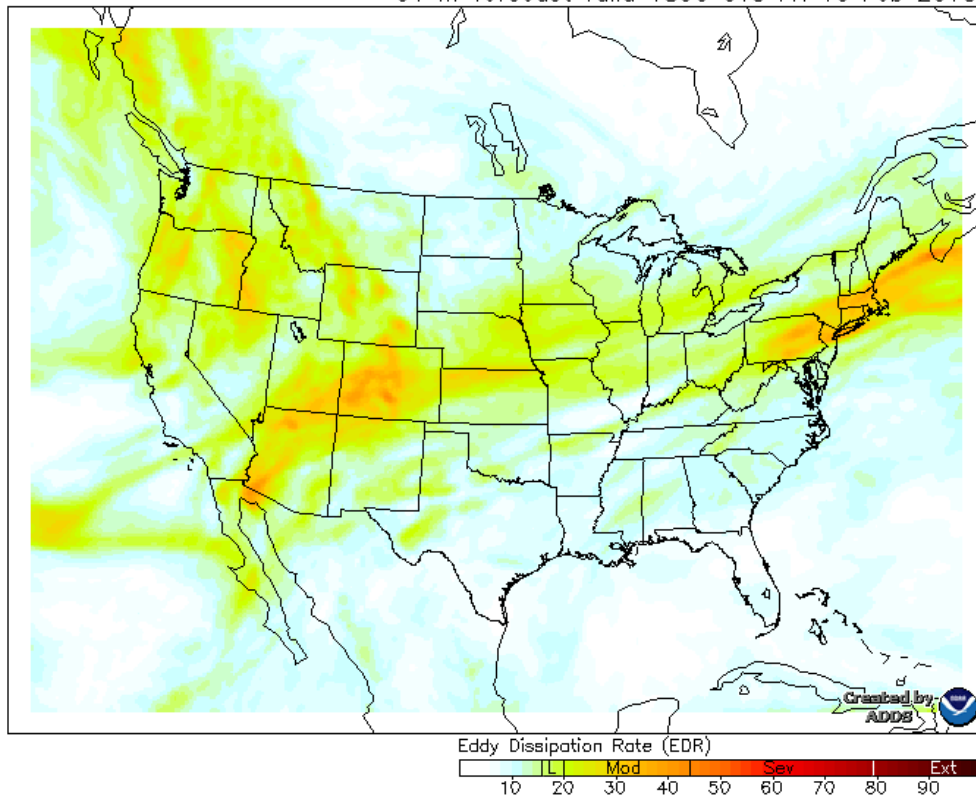 Created by
ADDS
Eddy Dissipation Rate (EDR)
L Mod Sev Ext
10 20 30 40 50 60 70 80 90